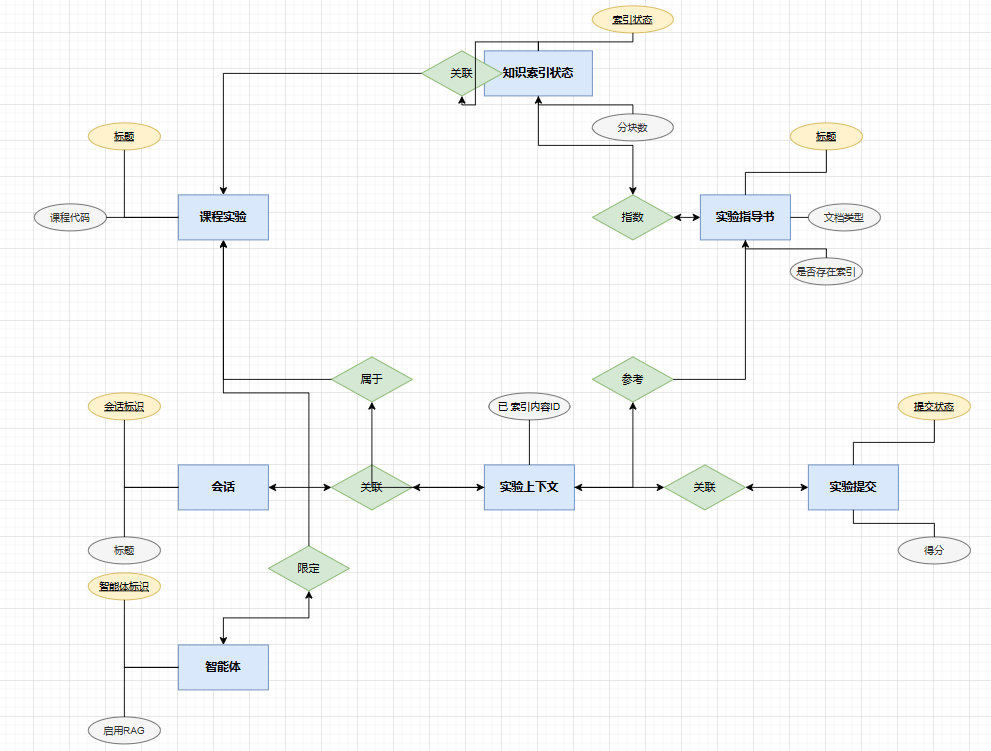 索引状态
关联
知识索引状态
分块数
标题
标题
课程代码
课程实验
指数
实验指导书
文档类型
是否存在索引
属于
参考
会话标识
已 索引内容ID
提交状态
会话
关联
实验上下文
关联
实验提交
标题
得分
限定
智能体标识
智能体
启用RAG